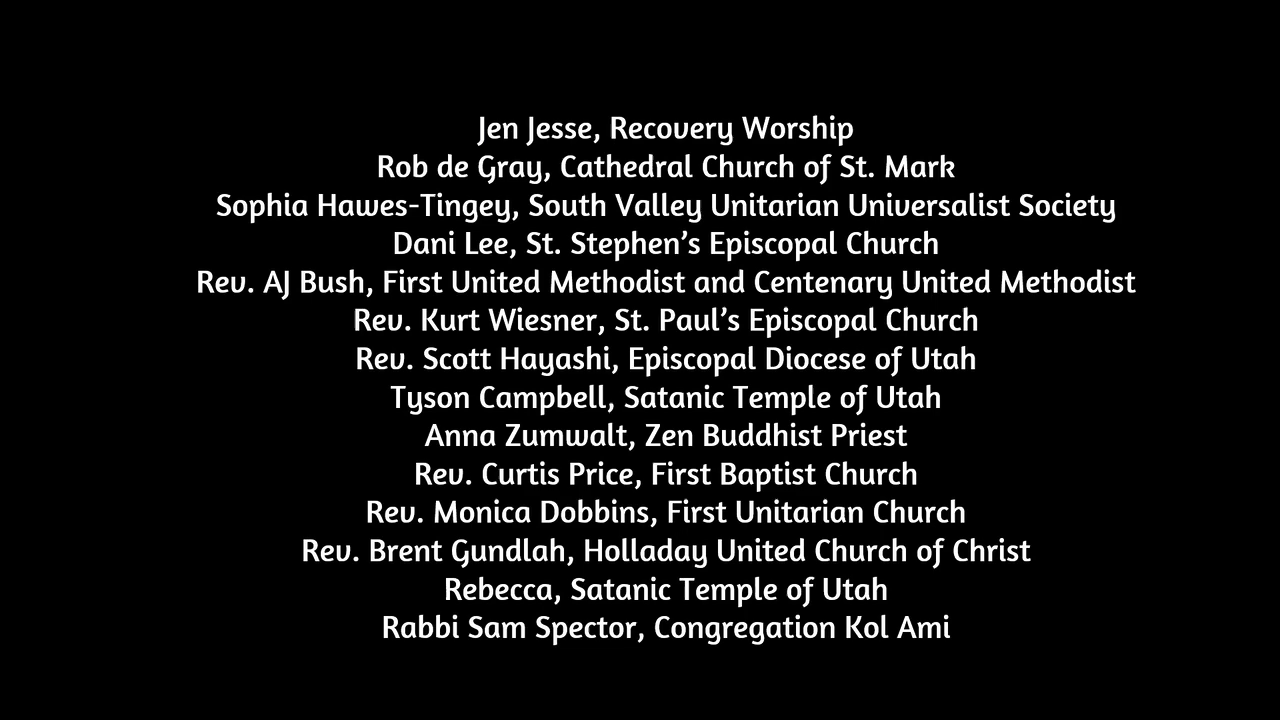 Jen Jesse, Recovery Worship
Rob de Gray, Cathedral Church of St. Mark
Sophia Hawes-Tingey, South Valley Unitarian Universalist Society
Dani Lee, St. Stephen’s Episcopal Church
Rev. AJ Bush, First United Methodist and Centenary United Methodist
Rev. Kurt Wiesner, St. Paul’s Episcopal Church
Rev. Scott Hayashi, Episcopal Diocese of Utah
Tyson Campbell, Satanic Temple of Utah
Anna Zumwalt, Zen Buddhist Priest
Rev. Curtis Price, First Baptist Church
Rev. Monica Dobbins, First Unitarian Church
Rev. Brent Gundlah, Holladay United Church of Christ
Rebecca, Satanic Temple of Utah
Rabbi Sam Spector, Congregation Kol Ami